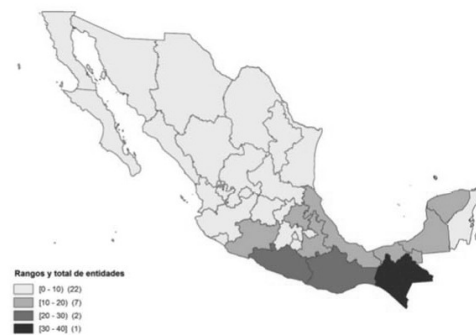 Rangos y total de entidades
[0 - 10) (22)
[10 - 20) (7)
[20 - 30) (2)
[30 - 40] (1)